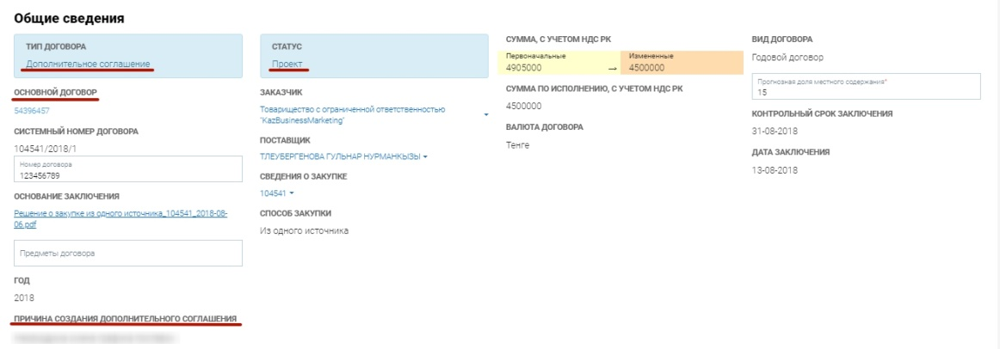 Общие сведения
ТИП ДОГОВОРА
Дополнительное соглашение
ОСНОВНОЙ ДОГОВОР
54396457
СИСТЕМНЫЙ НОМЕР ДОГОВОРА
104541/2018/1
Номер договора
123456789
ОСНОВАНИЕ ЗАКЛЮЧЕНИЯ
Решение о закупке из одного источника_104541_2018-08-
06.pdf
Предметы договора
ГОД
2018
ПРИЧИНА СОЗДАНИЯ ДОПОЛНИТЕЛЬНОГО СОГЛАШЕНИЯ
СТАТУС
Проект
ЗАКАЗЧИК
Товарищество с ограниченной ответственностью
'KazBusinessMarketing'
ПОСТАВЩИК
ТЛЕУБЕРГЕНОВА ГУЛЬНАР НУРМАНКЫЗЫ
СВЕДЕНИЯ О ЗАКУПКЕ
104541
СПОСОБ ЗАКУПКИ
Из одного источника
СУММА, С УЧЕТОМ НДС РК
Первоначальные Измененные
4905000 → 4500000
СУММА ПО ИСПОЛНЕНИЮ, С УЧЕТОМ НДС РК
4500000
ВАЛЮТА ДОГОВОРА
Тенге
ВИД ДОГОВОРА
Годовой договор
Прогнозная доля местного содержания*
15
КОНТРОЛЬНЫЙ СРОК ЗАКЛЮЧЕНИЯ
31-08-2018
ДАТА ЗАКЛЮЧЕНИЯ
13-08-2018